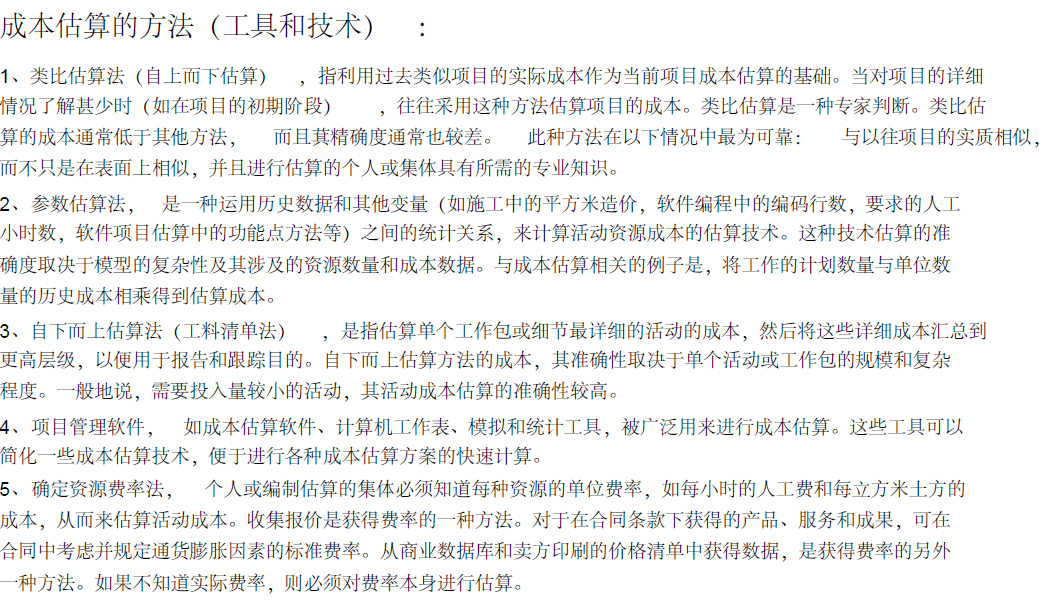 成本估算的方法（工具和技术） ：
1、类比估算法（自上而下估算） ，指利用过去类似项目的实际成本作为当前项目成本估算的基础。当对项目的详细
情况了解甚少时（如在项目的初期阶段） ，往往采用这种方法估算项目的成本。类比估算是一种专家判断。类比估
算的成本通常低于其他方法， 而且萁精确度通常也较差。 此种方法在以下情况中最为可靠： 与以往项目的实质相似，
而不只是在表面上相似，并且进行估算的个人或集体具有所需的专业知识。
2、参数估算法， 是一种运用历史数据和其他变量（如施工中的平方米造价，软件编程中的编码行数，要求的人工
小时数，软件项目估算中的功能点方法等）之间的统计关系，来计算活动资源成本的估算技术。这种技术估算的准
确度取决于模型的复杂性及其涉及的资源数量和成本数据。与成本估算相关的例子是，将工作的计划数量与单位数
量的历史成本相乘得到估算成本。
3、自下而上估算法（工料清单法） ，是指估算单个工作包或细节最详细的活动的成本，然后将这些详细成本汇总到
更高层级，以便用于报告和跟踪目的。自下而上估算方法的成本，其准确性取决于单个活动或工作包的规模和复杂
程度。一般地说，需要投入量较小的活动，其活动成本估算的准确性较高。
4、项目管理软件， 如成本估算软件、计算机工作表、模拟和统计工具，被广泛用来进行成本估算。这些工具可以
简化一些成本估算技术，便于进行各种成本估算方案的快速计算。
5、确定资源费率法， 个人或编制估算的集体必须知道每种资源的单位费率，如每小时的人工费和每立方米土方的
成本，从而来估算活动成本。收集报价是获得费率的一种方法。对于在合同条款下获得的产品、服务和成果，可在
合同中考虑并规定通货膨胀因素的标准费率。从商业数据库和卖方印刷的价格清单中获得数据，是获得费率的另外
一种方法。如果不知道实际费率，则必须对费率本身进行估算。